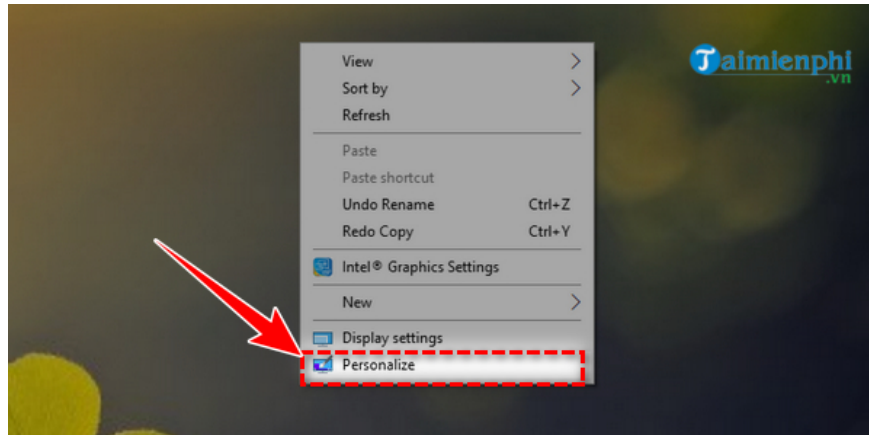 View
Taimienphi
.vn
Sort by
Refresh
Paste
Paste shortcut
Undo Rename Ctrl+Z
Redo Copy Ctrl+Y
Intel® Graphics Settings
New
Display settings
Personalize